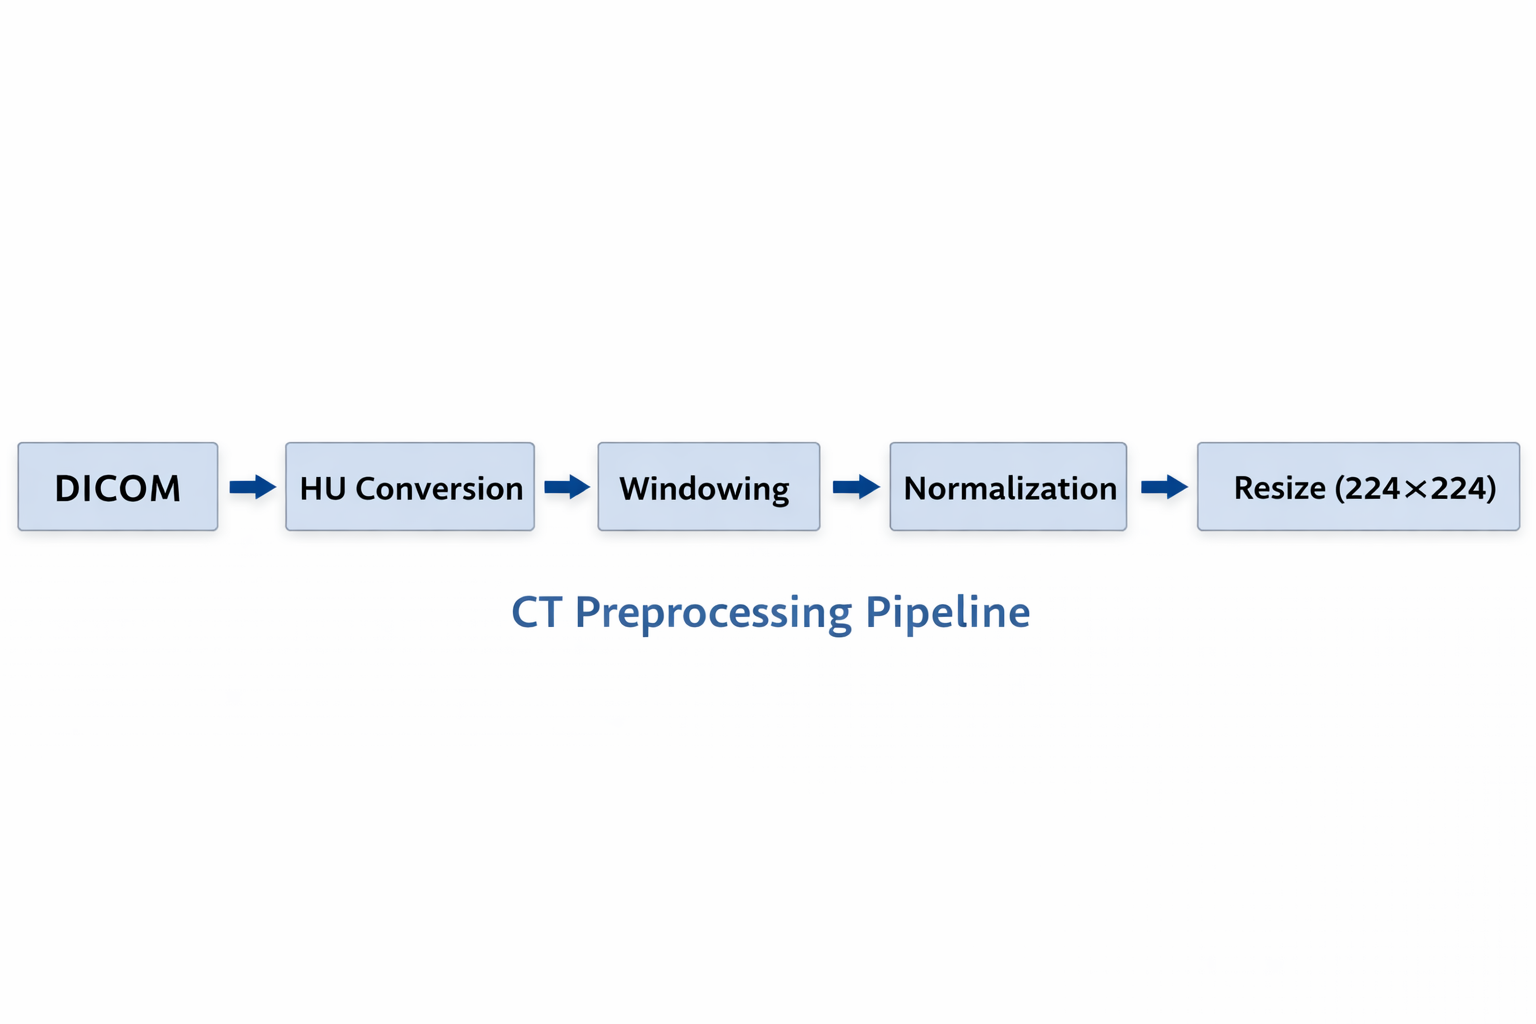 DICOM
HU Conversion
Windowing
Normalization
Resize (224×224)
CT Preprocessing Pipeline